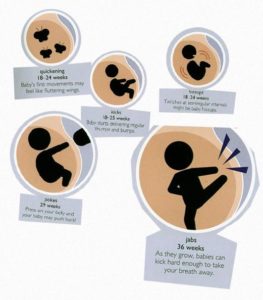 quickening
18-24 weeks
Baby's first movements may
feel like fluttering wings.
kicks
18-25 weeks
Baby starts delivering regular
thumps and bumps.
hiccups
18-24 weeks
Twitches at semiregular intervals
might be baby hiccups.
pokes
29 weeks
Press on your belly and
your baby may push back!
jabs
36 weeks
As they grow, babies can
kick hard enough to take
your breath away.